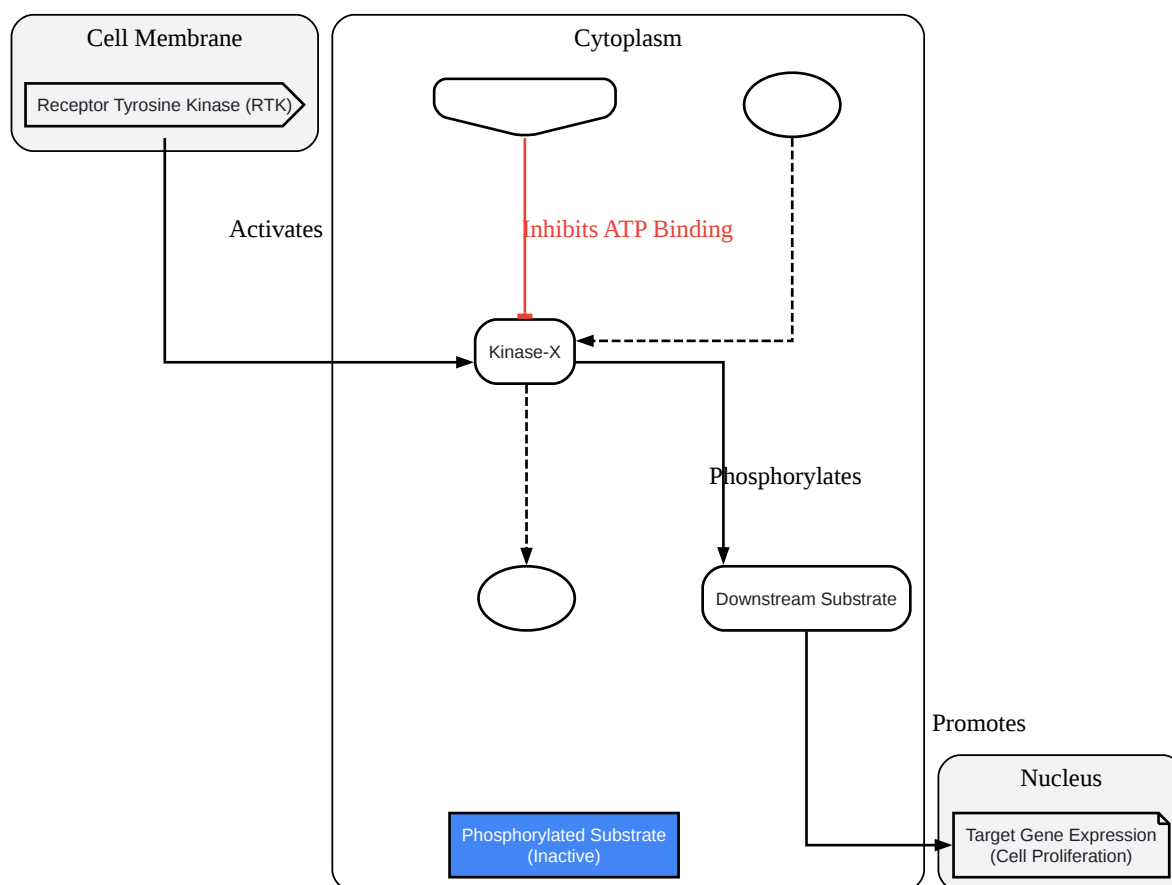 Cell Membrane
Cytoplasm
Receptor Tyrosine Kinase (RTK)
Activates
Inhibits ATP Binding
Kinase-X
Phosphorylates
Downstream Substrate
Promotes
Nucleus
Phosphorylated Substrate
(Inactive)
Target Gene Expression
(Cell Proliferation)